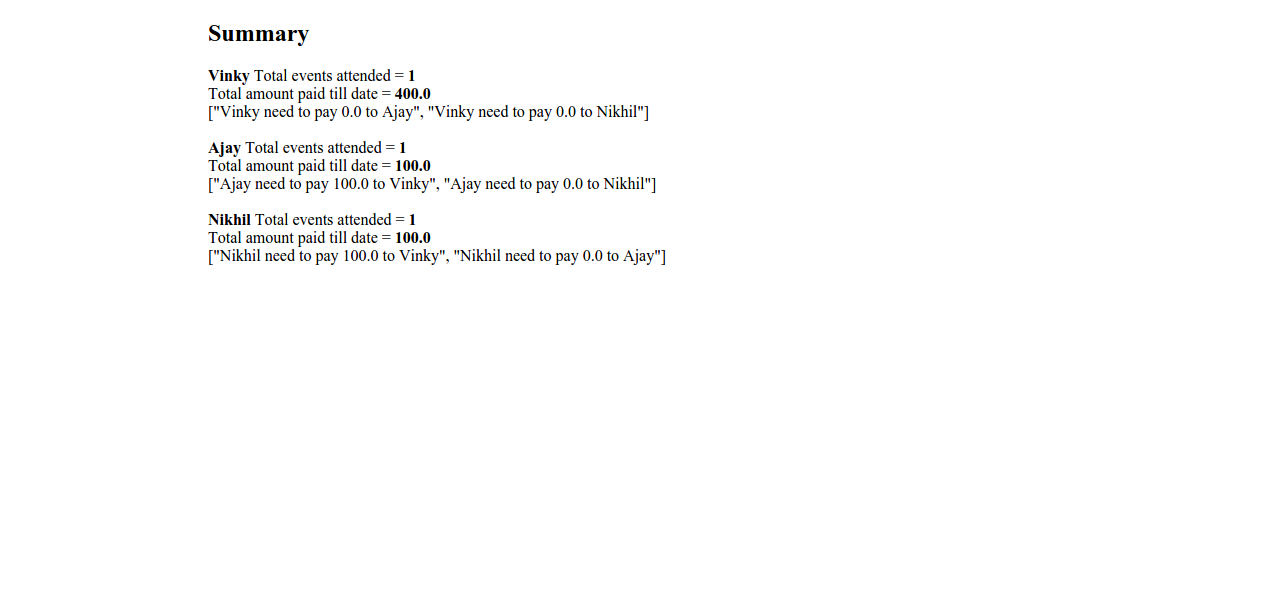 Summary
Vinky Total events attended = 1
Total amount paid till date = 400.0
["Vinky need to pay 0.0 to Ajay", "Vinky need to pay 0.0 to Nikhil"]
Ajay Total events attended = 1
Total amount paid till date = 100.0
["Ajay need to pay 100.0 to Vinky", "Ajay need to pay 0.0 to Nikhil"]
Nikhil Total events attended = 1
Total amount paid till date = 100.0
["Nikhil need to pay 100.0 to Vinky", "Nikhil need to pay 0.0 to Ajay"]